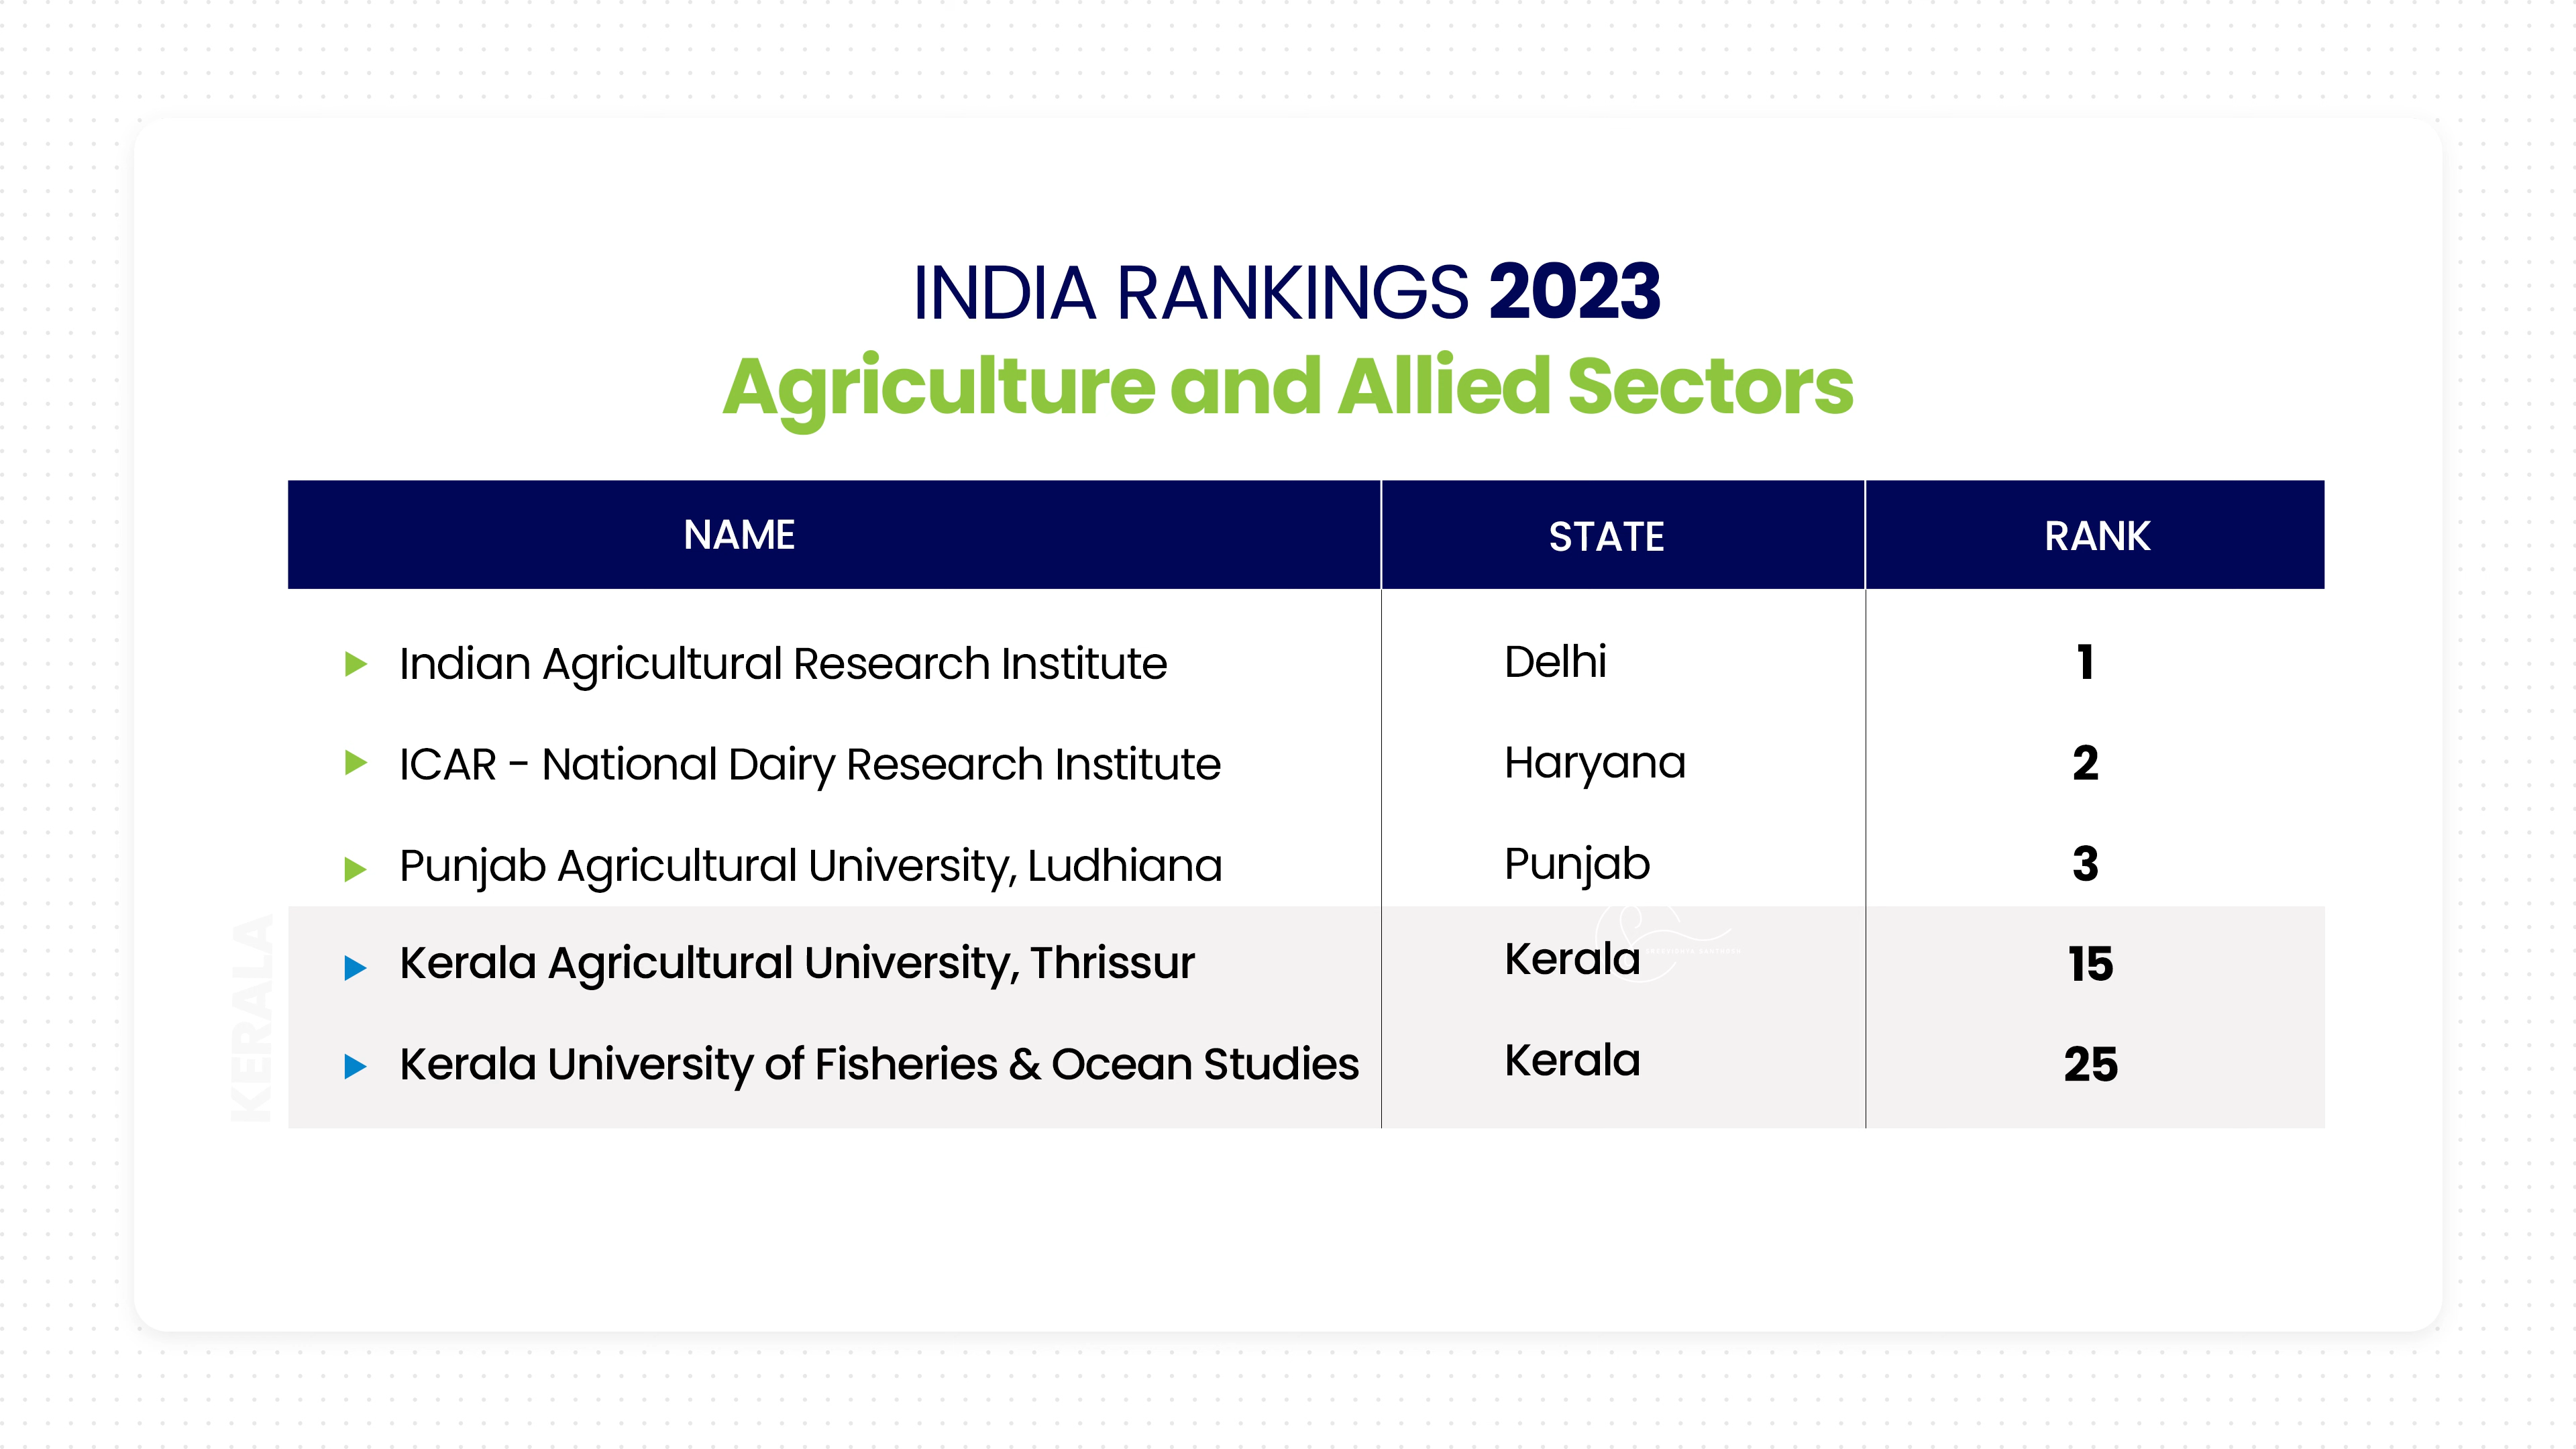 INDIA RANKINGS 2023
Agriculture and Allied Sectors
NAME STATE RANK
Indian Agricultural Research Institute Delhi 1
ICAR - National Dairy Research Institute Haryana 2
Punjab Agricultural University, Ludhiana Punjab 3
Kerala Agricultural University, Thrissur Kerala 15
Kerala University of Fisheries & Ocean Studies Kerala 25
KERALA